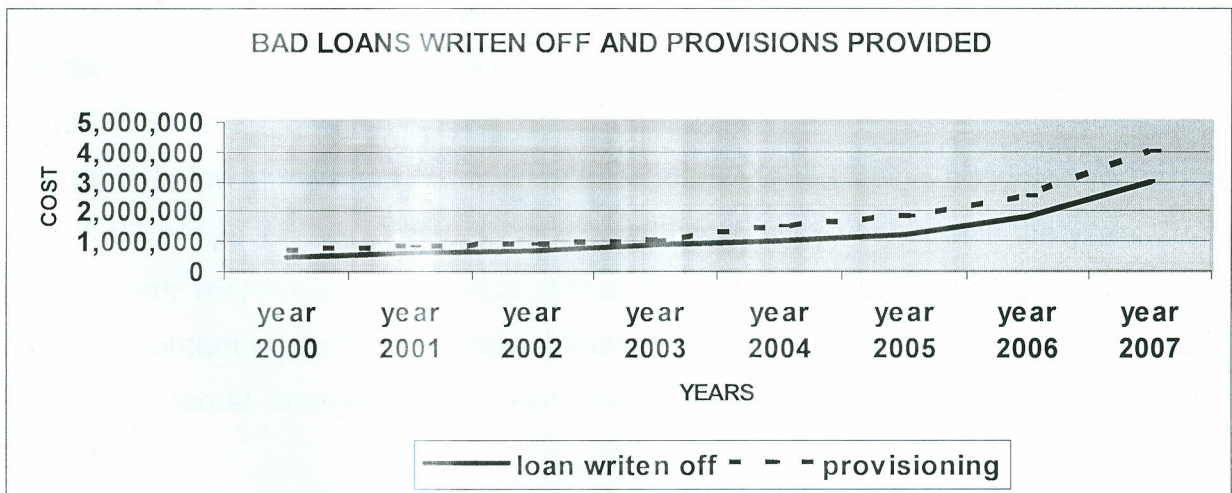 BAD LOANS WRITEN OFF AND PROVISIONS PROVIDED
5,000,000
4,000,000
3,000,000
2,000,000
1,000,000
0
COST
year 2000
year 2001
year 2002
year 2003
year 2004
year 2005
year 2006
year 2007
YEARS
loan writen off provisioning